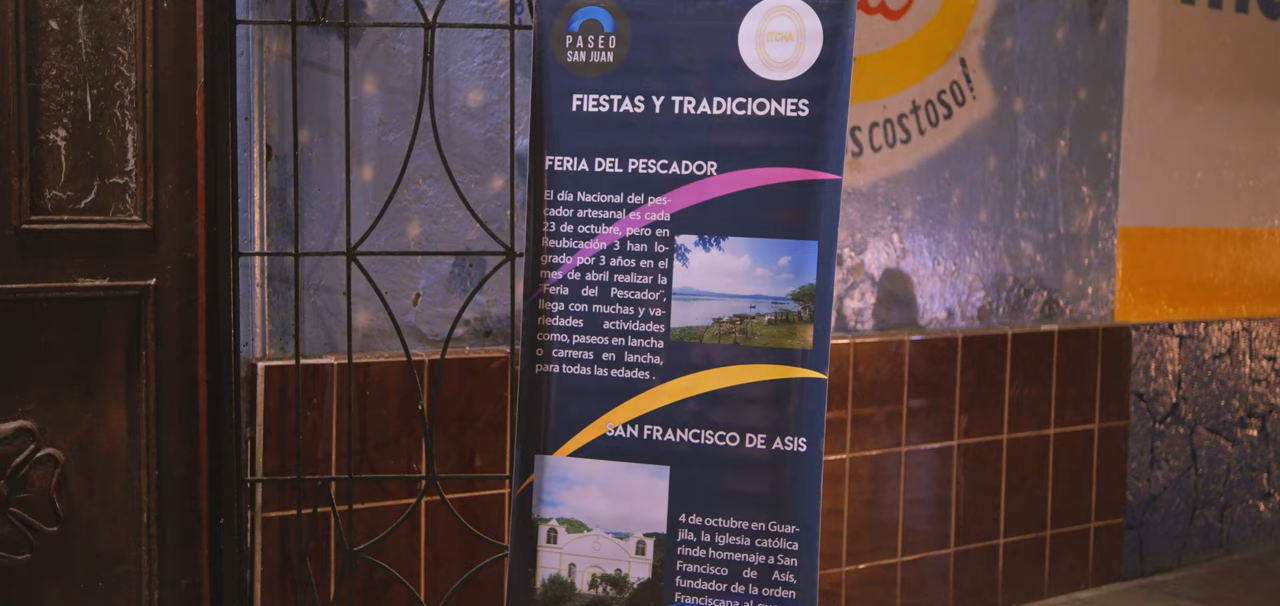 PASEO
SAN JUAN
ITCHA
FIESTAS Y TRADICIONES
FERIA DEL PESCADOR
El día Nacional del pes-
cador artesanal es cada
23 de octubre, pero en
Reubicación 3 han lo-
grado por 3 años en el
mes de abril realizar la
"Feria del Pescador",
llega con muchas y va-
riedades actividades
como, paseos en lancha
o carreras en lancha,
para todas las edades .
SAN FRANCISCO DE ASIS
4 de octubre en Guar-
jila, la iglesia católica
rinde homenaje a San
Francisco de Asís,
fundador de la orden
Franciscana al
scostoso!